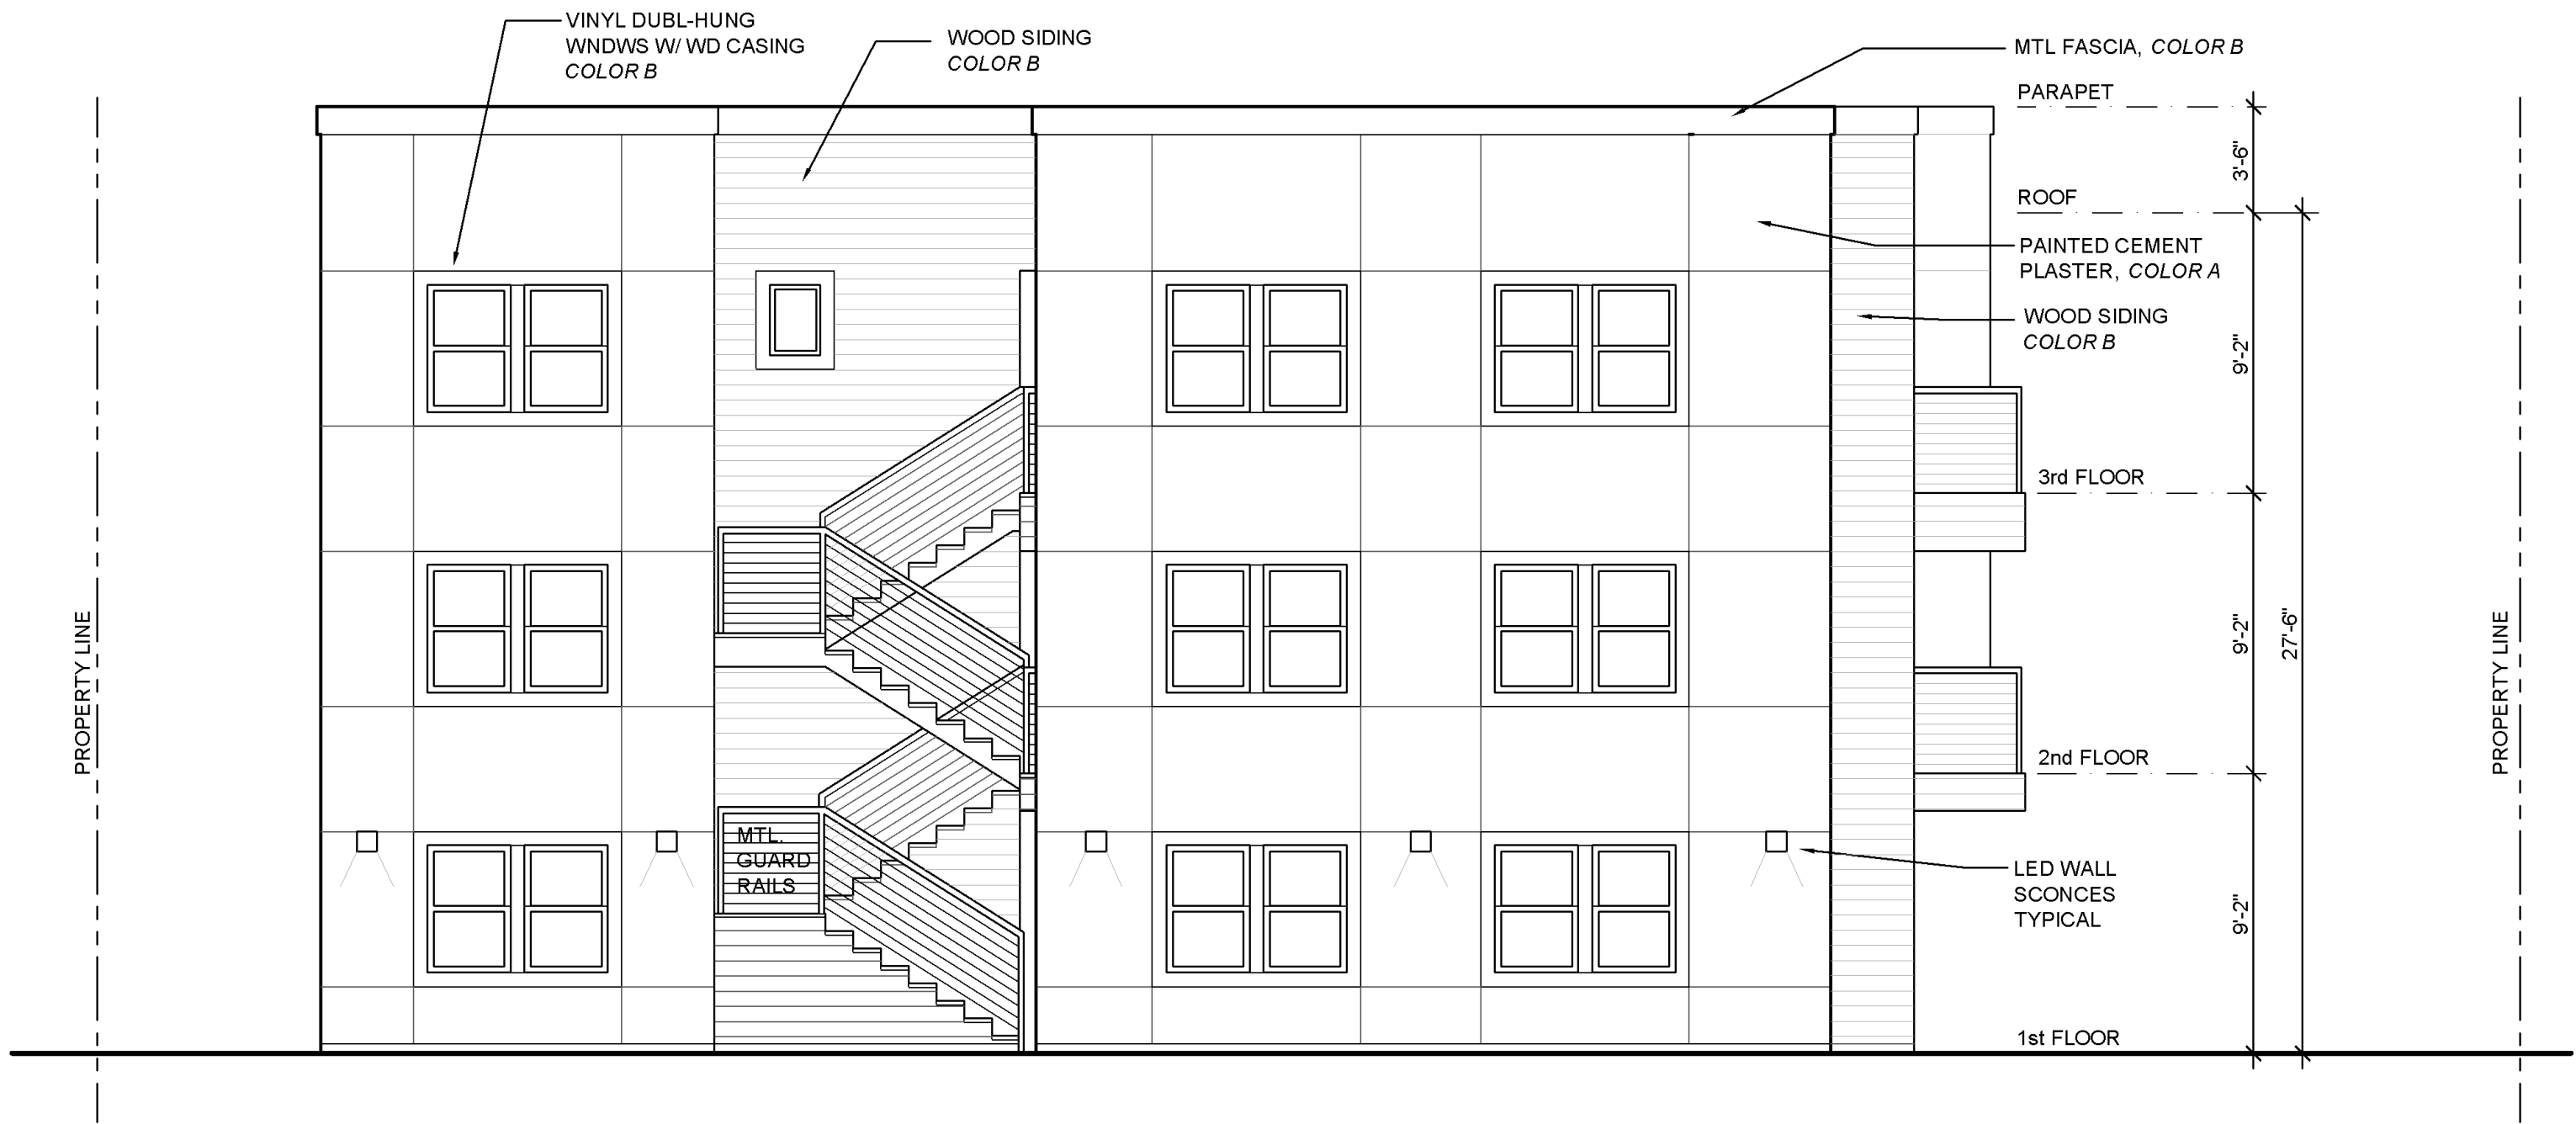 VINYL DUBL-HUNG
WNDWS W/ WD CASING
COLOR B
WOOD SIDING
COLOR B
MTL FASCIA, COLOR B
PARAPET
3'-6"
ROOF
PAINTED CEMENT
PLASTER, COLOR A
WOOD SIDING
COLOR B
9'-2"
3rd FLOOR
9'-2"
27'-6"
PROPERTY LINE
PROPERTY LINE
2nd FLOOR
MTL.
GUARD
RAILS
LED WALL
SCONCES
TYPICAL
9'-2"
1st FLOOR